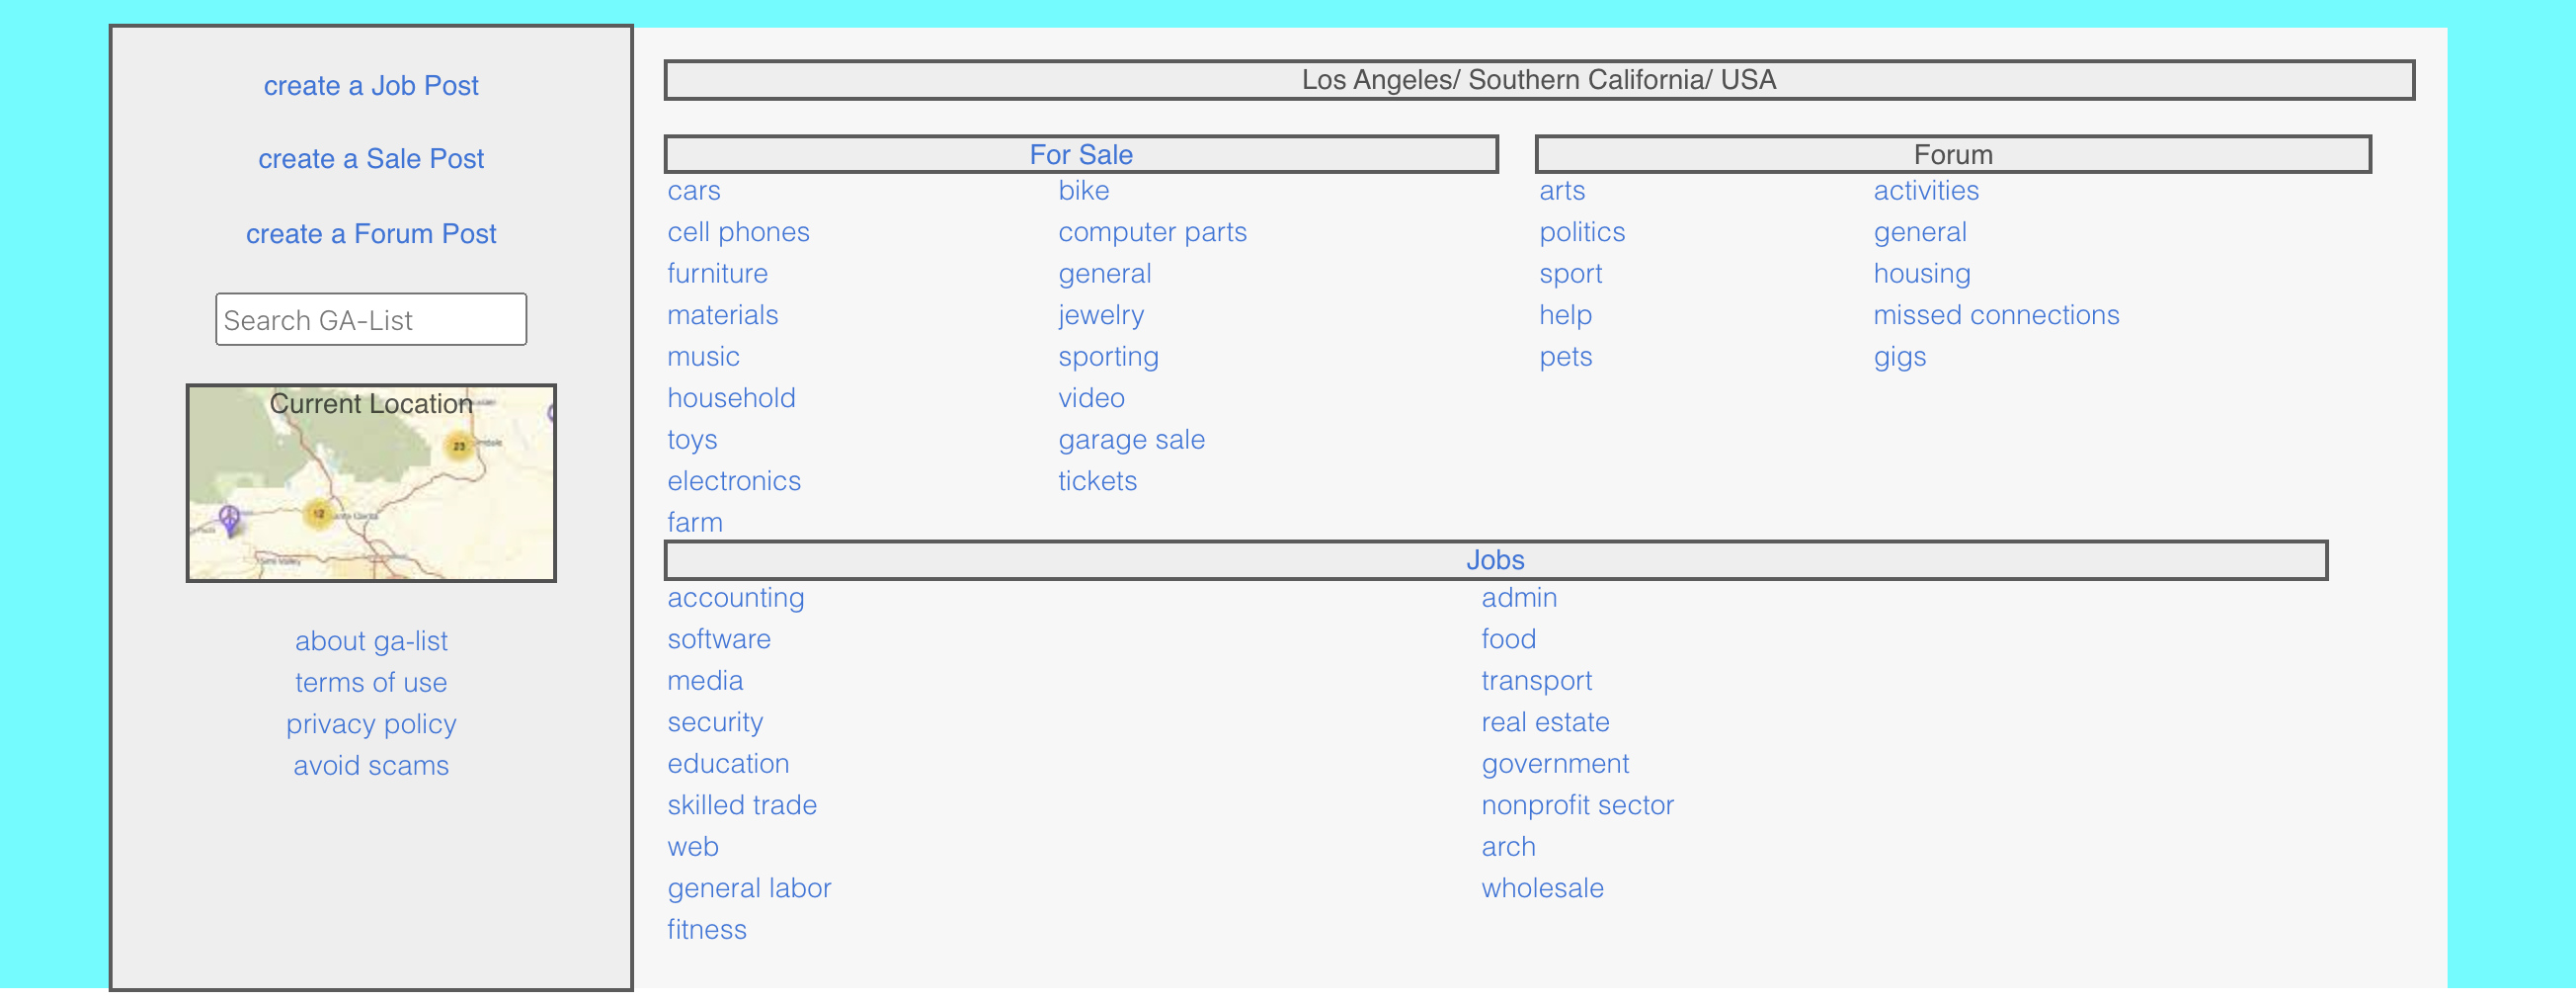 create a Job Post
create a Sale Post
create a Forum Post
Search GA-List
Current Location
23
12
about ga-list
terms of use
privacy policy
avoid scams
Los Angeles/ Southern California/ USA
For Sale
cars
cell phones
furniture
materials
music
household
toys
electronics
farm
bike
computer parts
general
jewelry
sporting
video
garage sale
tickets
Forum
arts
politics
sport
help
pets
activities
general
housing
missed connections
gigs
Jobs
accounting
software
media
security
education
skilled trade
web
general labor
fitness
admin
food
transport
real estate
government
nonprofit sector
arch
wholesale